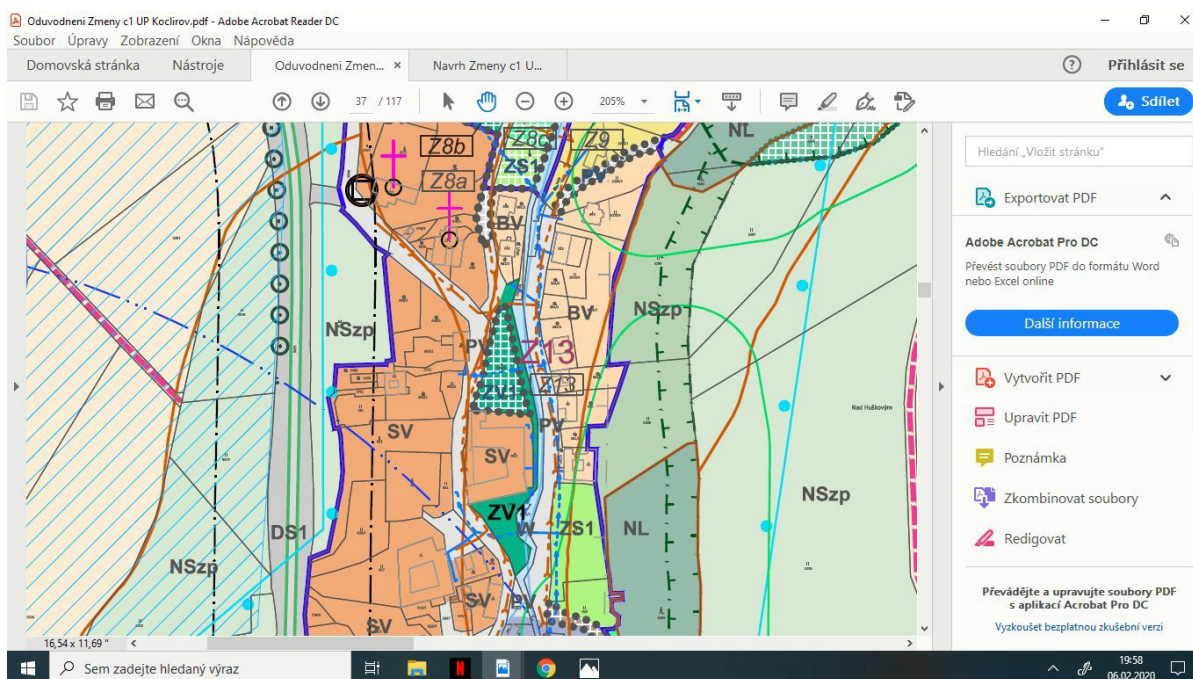 Oduvodneni Zmeny c1 UP Koclirov.pdf - Adobe Acrobat Reader DC
Soubor Úpravy Zobrazení Okna Nápověda
Domovská stránka Nástroje Oduvodneni Zmen... × Navrh Zmeny c1 U... Přihlásit se
37 / 117 205% Sdílet
Z8b Z8c Z9 NL
ZS1
Z8a
BV
NSzp BV NSzp
PV Z13
Z13
ZV1
SV PV
SV
ZV1 NSzp
DS1 W ZS1 NL
NSzp
SV PV
SV
Nad Huškovým
Hledání „Vložit stránku"
Exportovat PDF
Adobe Acrobat Pro DC
Převést soubory PDF do formátu Word
nebo Excel online
Další informace
Vytvořit PDF
Upravit PDF
Poznámka
Zkombinovat soubory
Redigovat
Převádějte a upravujte soubory PDF
s aplikací Acrobat Pro DC
Vyzkoušet bezplatnou zkušební verzi
16,54 x 11,69 "
Sem zadejte hledaný výraz
19:58
06.02.2020